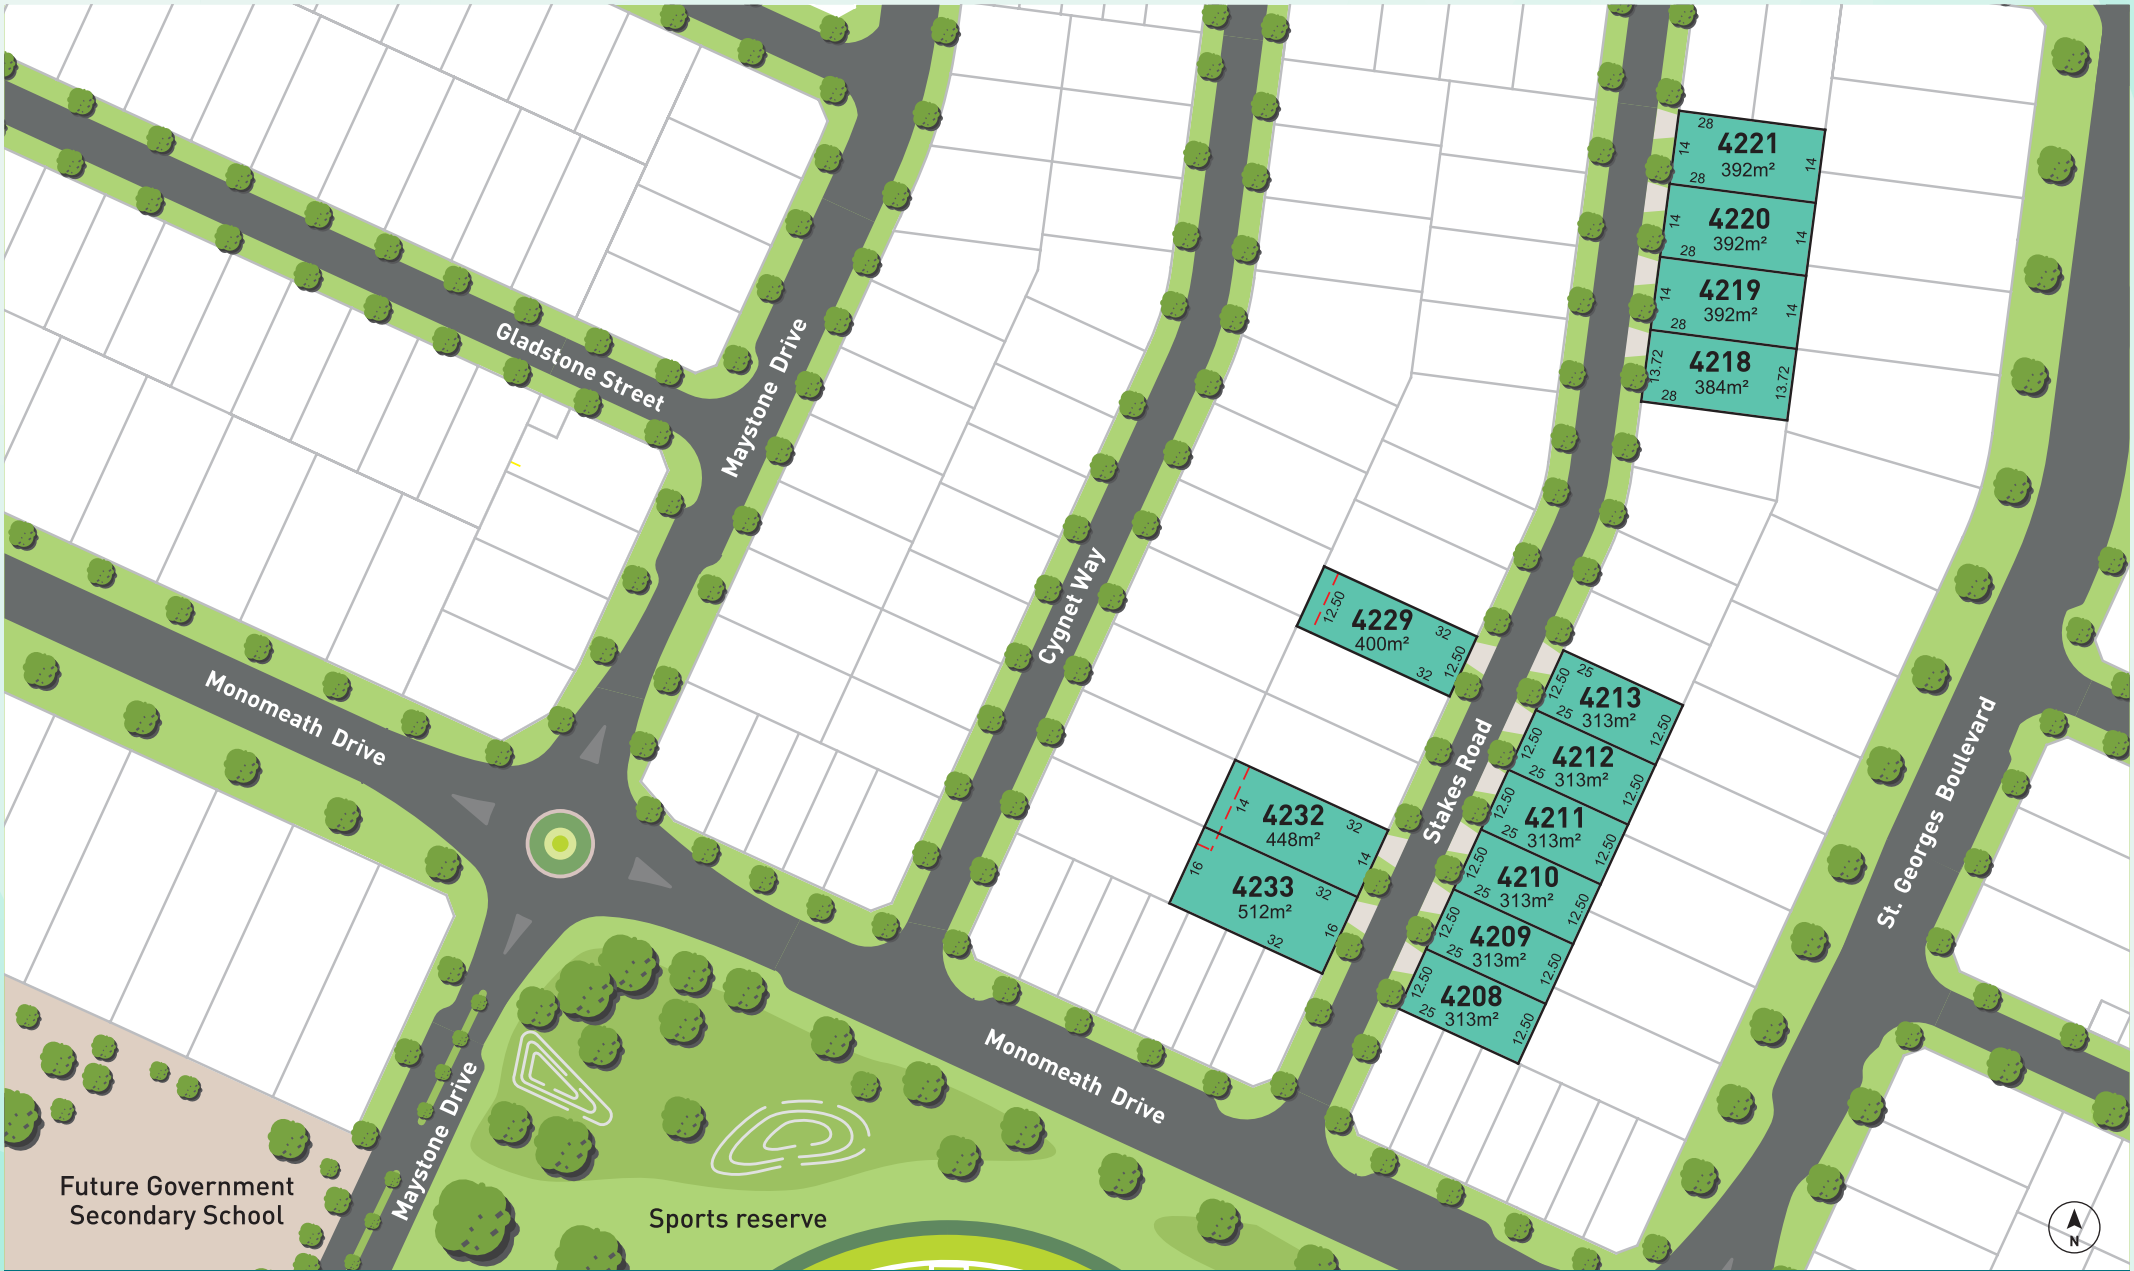 28
4221
14
392m²
14
28
4220
14
392m²
14
28
4219
14
392m²
14
28
4218
13.72
384m²
13.72
28
Gladstone Street
Maystone Drive
Cygnet Way
12.50
4229
400m²
32
32
12.50
25
12.50
4213
25
313m²
12.50
12.50
4212
25
313m²
12.50
12.50
4211
25
313m²
12.50
12.50
4210
25
313m²
12.50
12.50
4209
25
313m²
12.50
12.50
4208
25
313m²
12.50
Monomeath Drive
Stakes Road
St. Georges Boulevard
14
4232
448m²
32
14
16
4233
512m²
32
32
16
Monomeath Drive
Maystone Drive
Future Government
Secondary School
Sports reserve
N